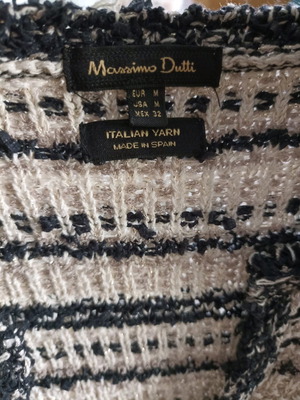 Massimo Dutti
EUR M
USA M
MEX 32
ITALIAN YARN
MADE IN SPAIN